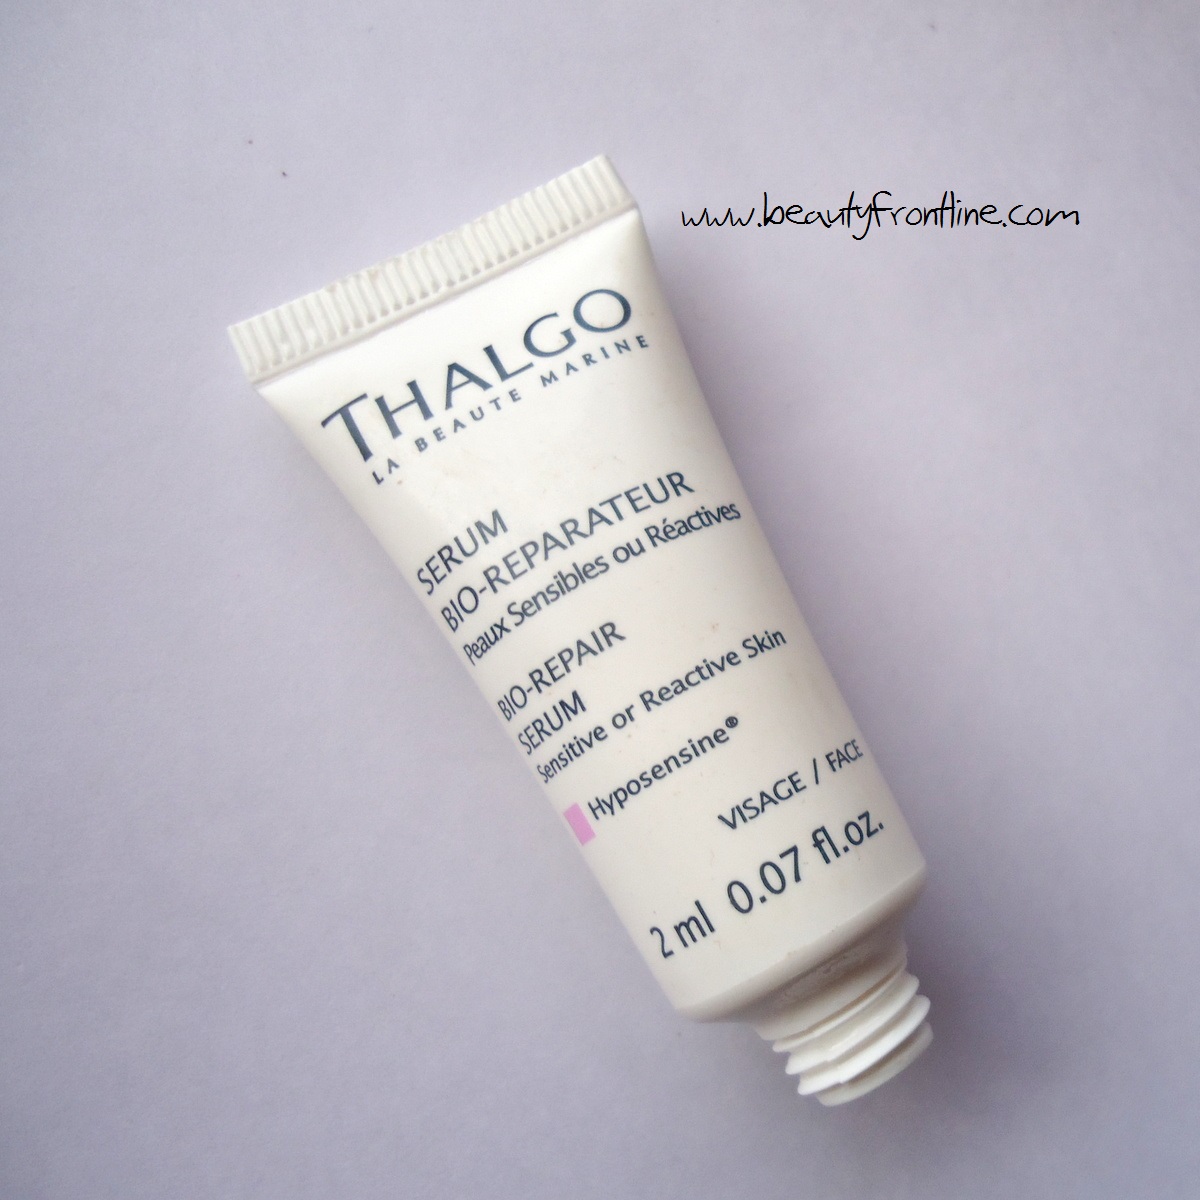 www.beautyfrontline.com
THALGO
LA BEAUTE MARINE
SERUM
BIO-REPARATEUR
Peaux Sensibles ou Réactives
BIO-REPAIR
SERUM
Sensitive or Reactive Skin
Hyposensine®
VISAGE / FACE
2 ml 0.07 fl.oz.